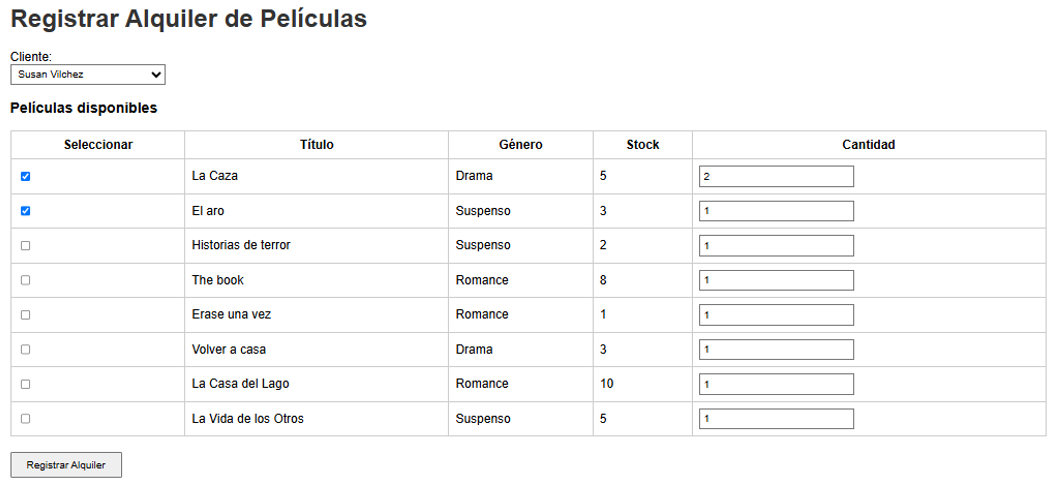 Registrar Alquiler de Películas
Cliente:
Susan Vilchez
Películas disponibles
Seleccionar Título Género Stock Cantidad
La Caza Drama 5 2
El aro Suspenso 3 1
Historias de terror Suspenso 2 1
The book Romance 8 1
Erase una vez Romance 1 1
Volver a casa Drama 3 1
La Casa del Lago Romance 10 1
La Vida de los Otros Suspenso 5 1
Registrar Alquiler